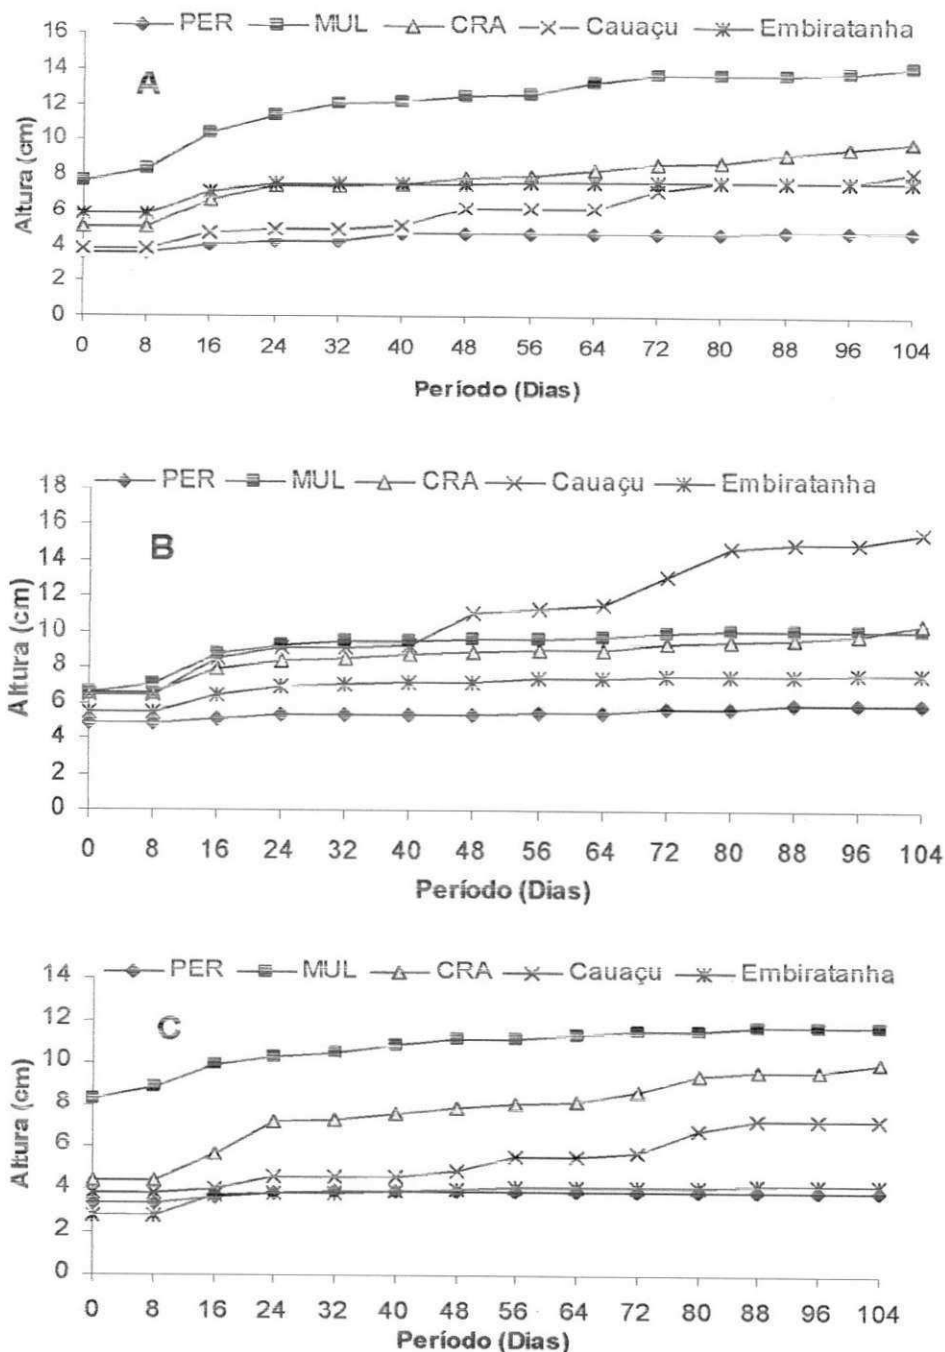 PER MUL CRA Cauaçu Embiratanha
16
14
12
10
8
6
4
2
0
A
Altura (cm)
0 8 16 24 32 40 48 56 64 72 80 88 96 104
Período (Dias)
PER MUL CRA Cauaçu Embiratanha
18
16
14
12
10
8
6
4
2
0
B
Altura (cm)
0 8 16 24 32 40 48 56 64 72 80 88 96 104
Período (Dias)
PER MUL CRA Cauaçu Embiratanha
14
12
10
8
6
4
2
0
C
Altura (cm)
0 8 16 24 32 40 48 56 64 72 80 88 96 104
Período (Dias)